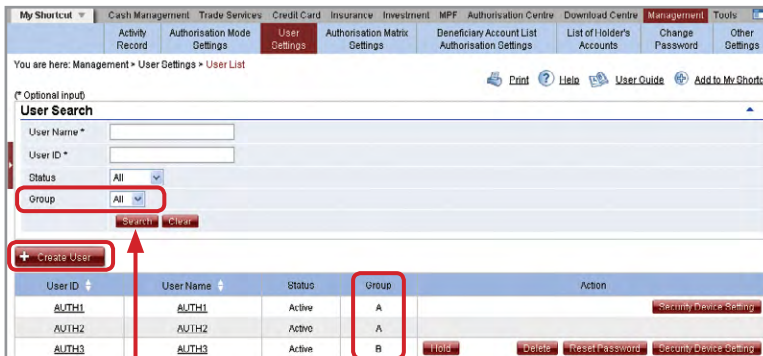 My Shortcut Cash Management Trade Services Credit Card Insurance Investment MPF Authorisation Centre Download Centre Management Tools
Activity Record Authorisation Mode Settings User Settings Authorisation Matrix Settings Beneficiary Account List Authorisation Settings List of Holder's Accounts Change Password Other Settings
You are here: Management > User Settings > User List
Print Help User Guide Add to My Shortc
(* Optional input)
User Search
User Name *
User ID *
Status All
Group All
Search Clear
+ Create User
User ID User Name Status Group Action
AUTH1 AUTH1 Active A Security Device Setting
AUTH2 AUTH2 Active A
AUTH3 AUTH3 Active B Hold Delete Reset Password Security Device Setting